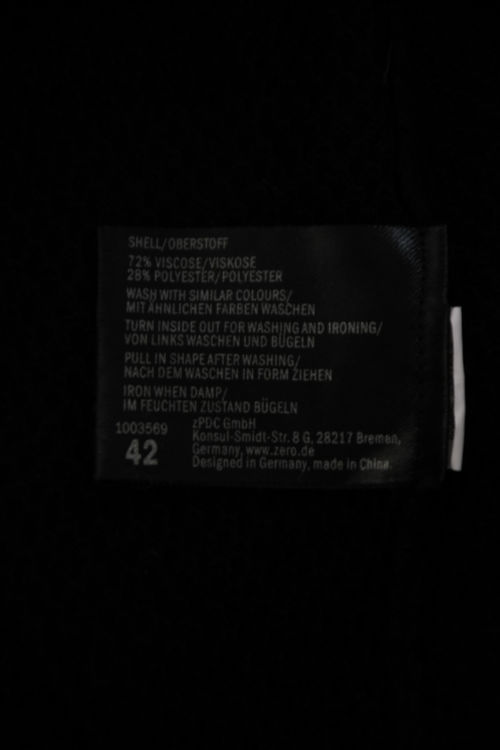 SHELL/OBERSTOFF
72% VISCOSE/VISKOSE
28% POLYESTER/POLYESTER
WASH WITH SIMILAR COLOURS/
MIT ÄHNLICHEN FARBEN WASCHEN
TURN INSIDE OUT FOR WASHING AND IRONING/
VON LINKS WASCHEN UND BÜGELN
PULL IN SHAPE AFTER WASHING/
NACH DEM WASCHEN IN FORM ZIEHEN
IRON WHEN DAMP/
IM FEUCHTEN ZUSTAND BÜGELN
1003569
42
zPDC GmbH
Konsul-Smidt-Str. 8 G, 28217 Bremen,
Germany, www.zero.de
Designed in Germany, made in China